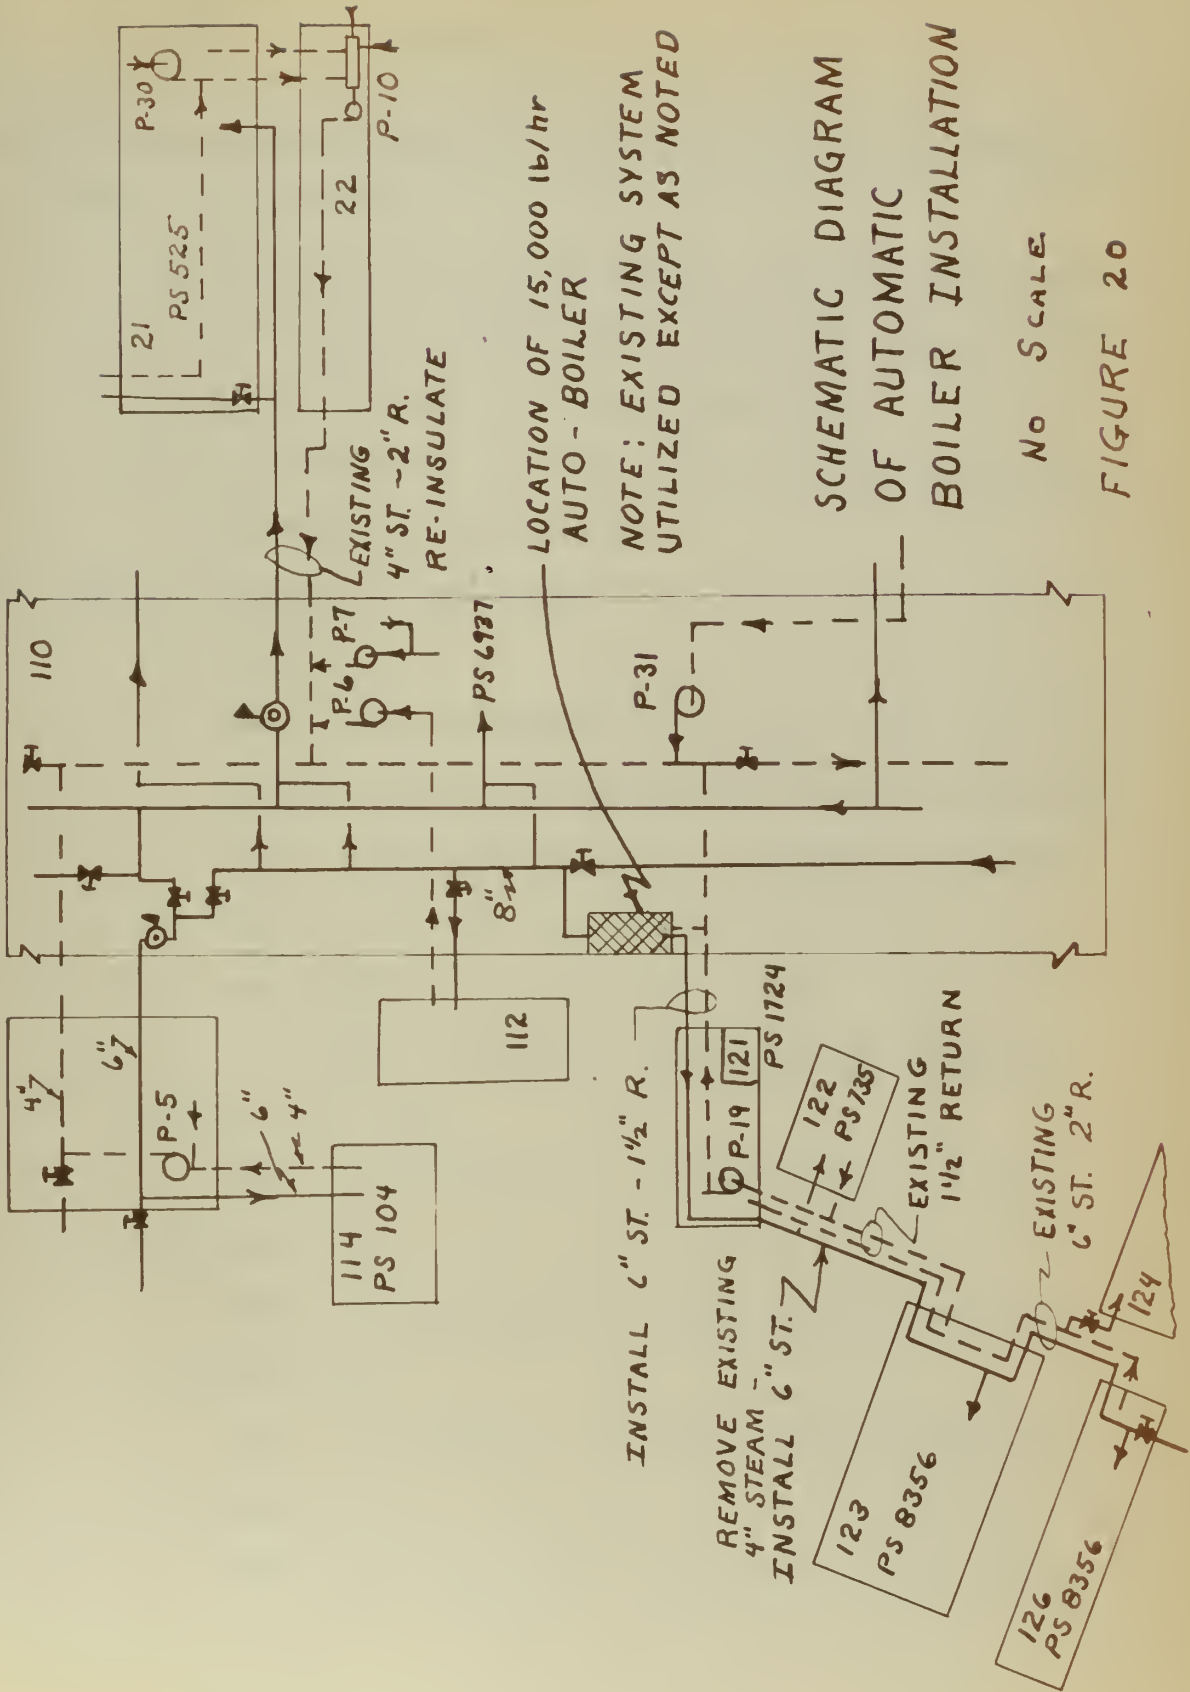 110
21
PS 525
P-30
22
P-10
EXISTING
4" ST. ~2" R.
RE-INSULATE
P-6
P-7
PS 6937
LOCATION OF 15,000 lb/hr
AUTO-BOILER
NOTE: EXISTING SYSTEM
UTILIZED EXCEPT AS NOTED
P-31
8"
4"
6"
P-5
6"
4"
114
PS 104
112
INSTALL 6" ST. - 1½" R.
P-19
121
PS 1724
122
PS 735
EXISTING
1½" RETURN
REMOVE EXISTING
4" STEAM -
INSTALL 6" ST.
EXISTING
6" ST. 2" R.
123
PS 8356
124
126
PS 8356
SCHEMATIC DIAGRAM
OF AUTOMATIC
BOILER INSTALLATION
NO SCALE
FIGURE 20